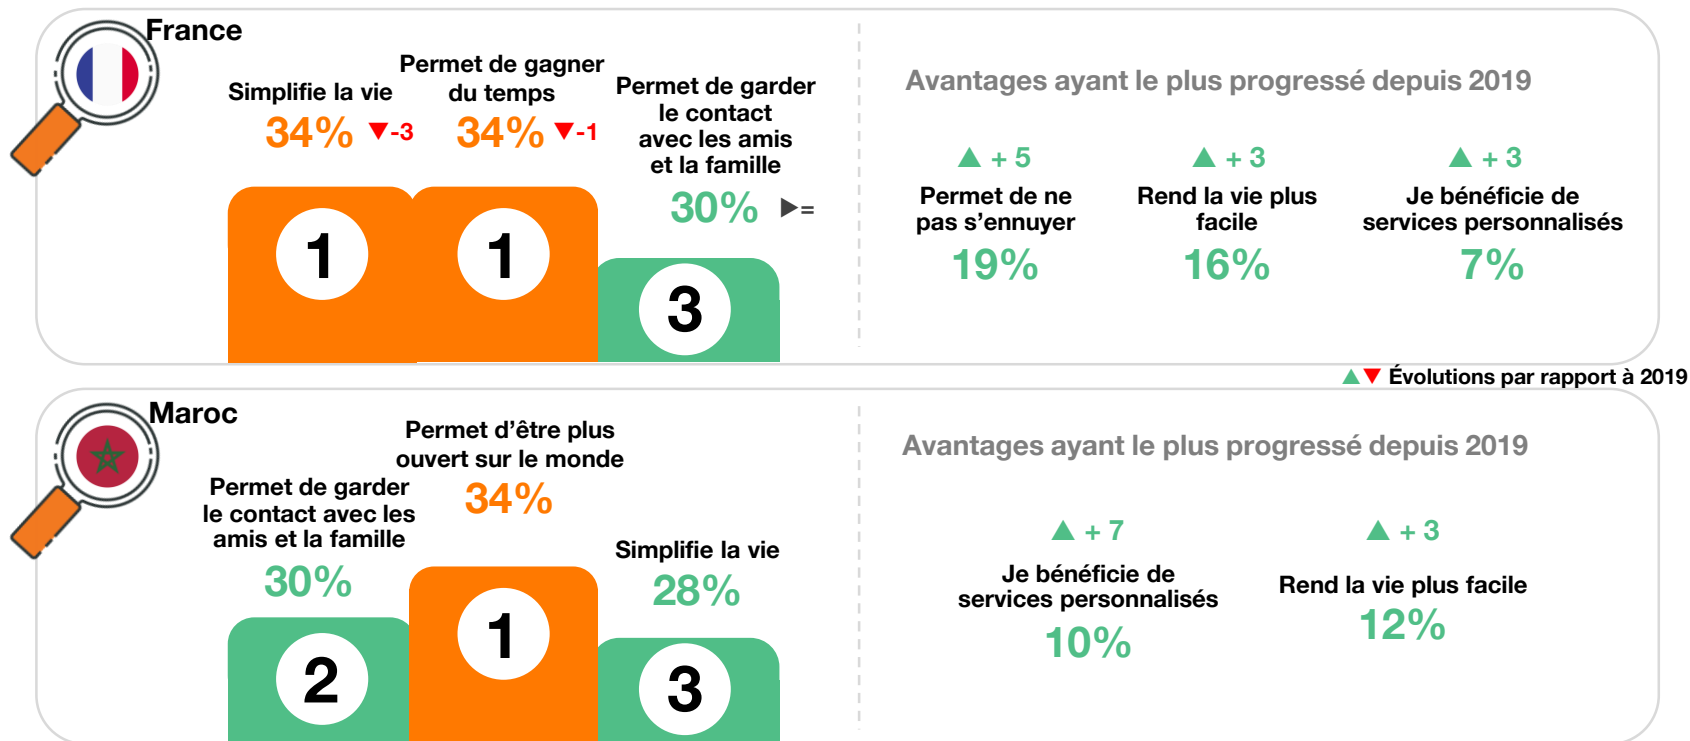 France
Simplifie la vie
34% ▼-3
Permet de gagner
du temps
34% ▼-1
Permet de garder
le contact
avec les amis
et la famille
30% ▶=
1
1
3
Avantages ayant le plus progressé depuis 2019
▲ + 5
Permet de ne
pas s’ennuyer
19%
▲ + 3
Rend la vie plus
facile
16%
▲ + 3
Je bénéficie de
services personnalisés
7%
▲▼ Évolutions par rapport à 2019
Maroc
Permet de garder
le contact avec les
amis et la famille
30%
Permet d’être plus
ouvert sur le monde
34%
Simplifie la vie
28%
2
1
3
Avantages ayant le plus progressé depuis 2019
▲ + 7
Je bénéficie de
services personnalisés
10%
▲ + 3
Rend la vie plus facile
12%